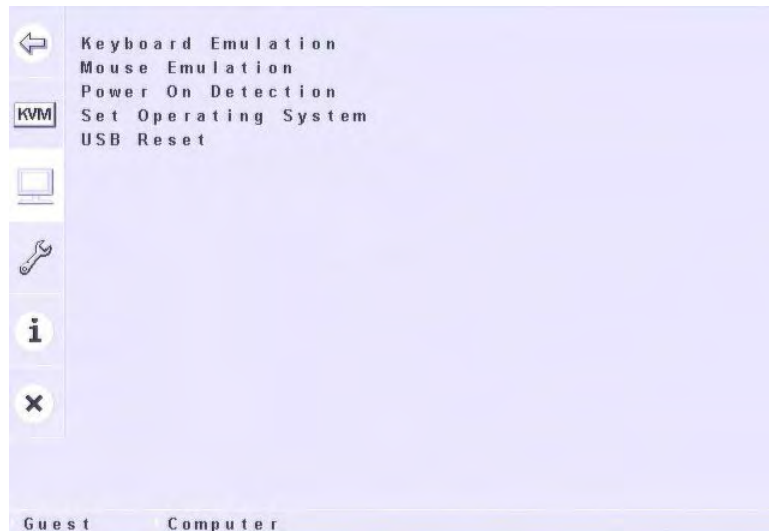 Keyboard Emulation
Mouse Emulation
Power On Detection
KVM
Set Operating System
USB Reset
i
Guest Computer